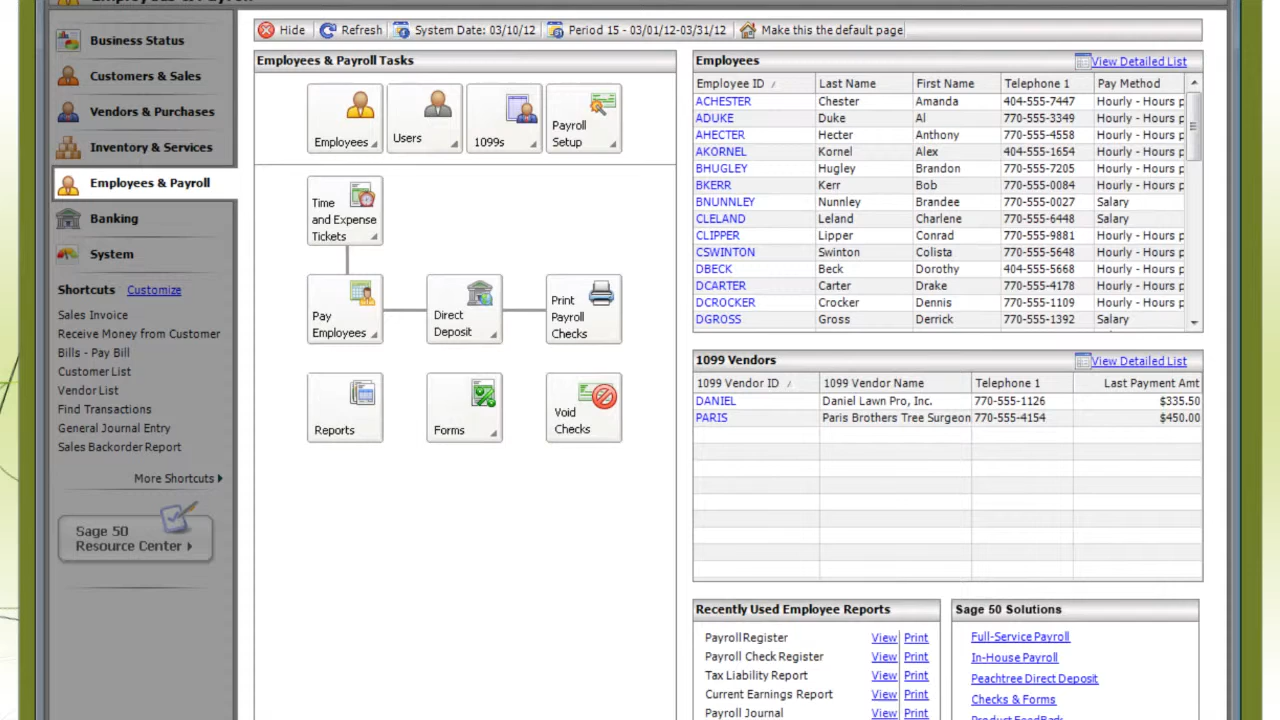 Employees & Payroll
Business Status
Customers & Sales
Vendors & Purchases
Inventory & Services
Employees & Payroll
Banking
System
Shortcuts Customize
Sales Invoice
Receive Money from Customer
Bills - Pay Bill
Customer List
Vendor List
Find Transactions
General Journal Entry
Sales Backorder Report
More Shortcuts
Sage 50
Resource Center
Hide Refresh System Date: 03/10/12 Period 15 - 03/01/12-03/31/12 Make this the default page
Employees & Payroll Tasks
Employees
Users
1099s
Payroll
Setup
Time
and Expense
Tickets
Pay
Employees
Direct
Deposit
Print
Payroll
Checks
Reports
Forms
Void
Checks
Employees View Detailed List
Employee ID Last Name First Name Telephone 1 Pay Method
ACHESTER Chester Amanda 404-555-7447 Hourly - Hours p
ADUKE Duke Al 770-555-3349 Hourly - Hours p
AHECTER Hecter Anthony 770-555-4558 Hourly - Hours p
AKORNEL Kornel Alex 404-555-1654 Hourly - Hours p
BHUGLEY Hugley Brandon 770-555-7205 Hourly - Hours p
BKERR Kerr Bob 770-555-0084 Hourly - Hours p
BNUNNLEY Nunnley Brandee 770-555-0027 Salary
CLELAND Leland Charlene 770-555-6448 Salary
CLIPPER Lipper Conrad 770-555-9881 Hourly - Hours p
CSWINTON Swinton Colista 770-555-5648 Hourly - Hours p
DBECK Beck Dorothy 404-555-5668 Hourly - Hours p
DCARTER Carter Drake 770-555-4178 Hourly - Hours p
DCROCKER Crocker Dennis 770-555-1109 Hourly - Hours p
DGROSS Gross Derrick 770-555-1392 Salary
1099 Vendors View Detailed List
1099 Vendor ID 1099 Vendor Name Telephone 1 Last Payment Amt
DANIEL Daniel Lawn Pro, Inc. 770-555-1126 $335.50
PARIS Paris Brothers Tree Surgeon 770-555-4154 $450.00
Recently Used Employee Reports
Payroll Register View Print
Payroll Check Register View Print
Tax Liability Report View Print
Current Earnings Report View Print
Payroll Journal View Print
Sage 50 Solutions
Full-Service Payroll
In-House Payroll
Peachtree Direct Deposit
Checks & Forms
Product FeedBack